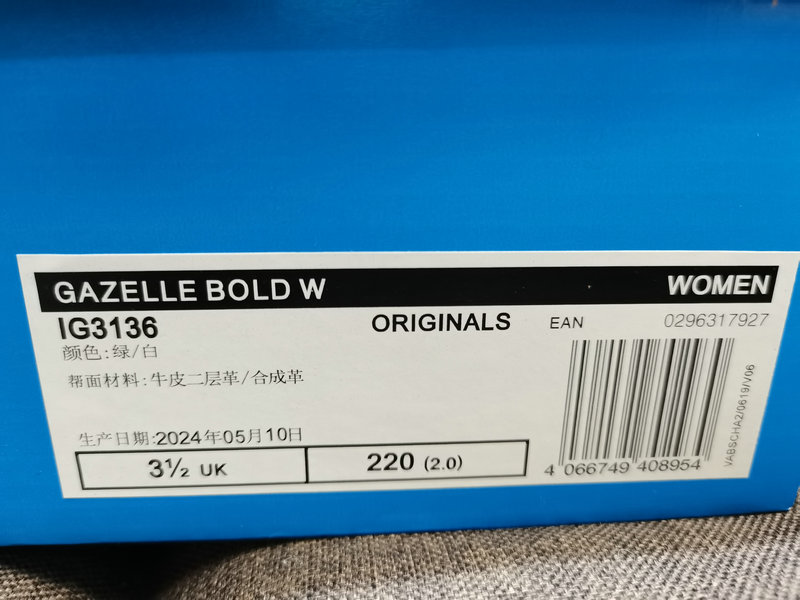 GAZELLE BOLD W WOMEN
IG3136 ORIGINALS EAN 0296317927
颜色:绿/白
帮面材料:牛皮二层革/合成革
生产日期:2024年05月10日
3½ UK 220 (2.0)
4 066749 408954
VABSCHA2/0619/V06